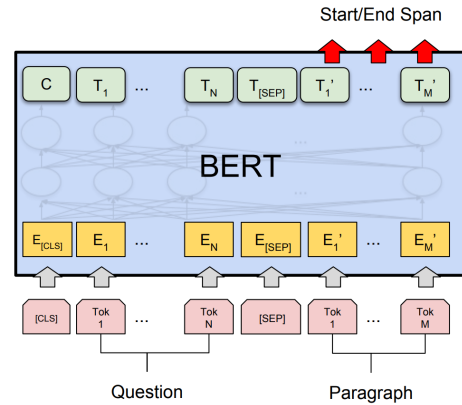 Start/End Span
C T1 ... TN T[SEP] T1' ... TM'
BERT
E[CLS] E1 ... EN E[SEP] E1' ... EM'
[CLS] Tok 1 ... Tok N [SEP] Tok 1 ... Tok M
Question Paragraph